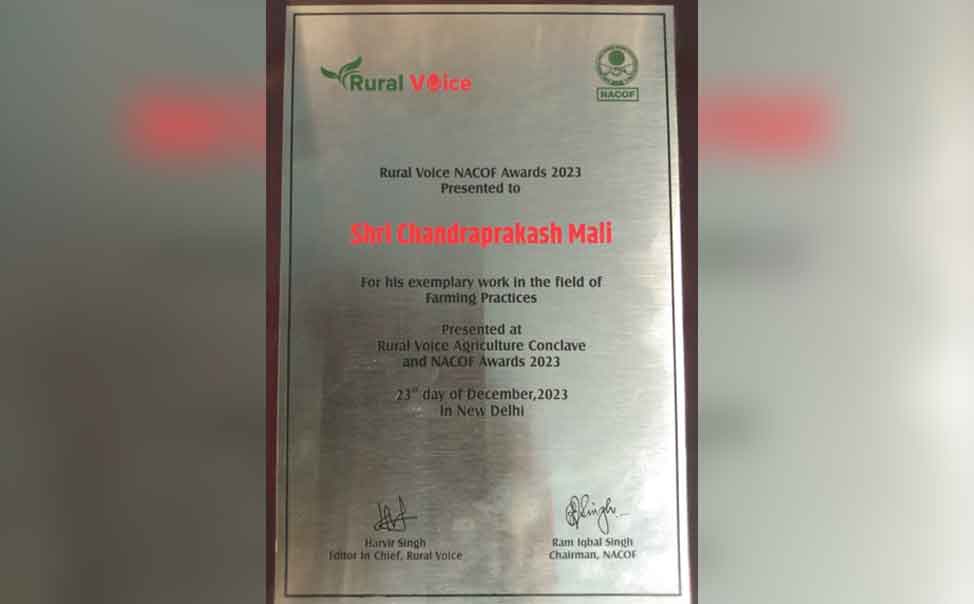 Rural Voice
NACOF
Rural Voice NACOF Awards 2023
Presented to
Shri Chandraprakash Mali
For his exemplary work in the field of
Farming Practices
Presented at
Rural Voice Agriculture Conclave
and NACOF Awards 2023
23rd day of December,2023
In New Delhi
Harvir Singh
Editor in Chief, Rural Voice
Ram Iqbal Singh
Chairman, NACOF